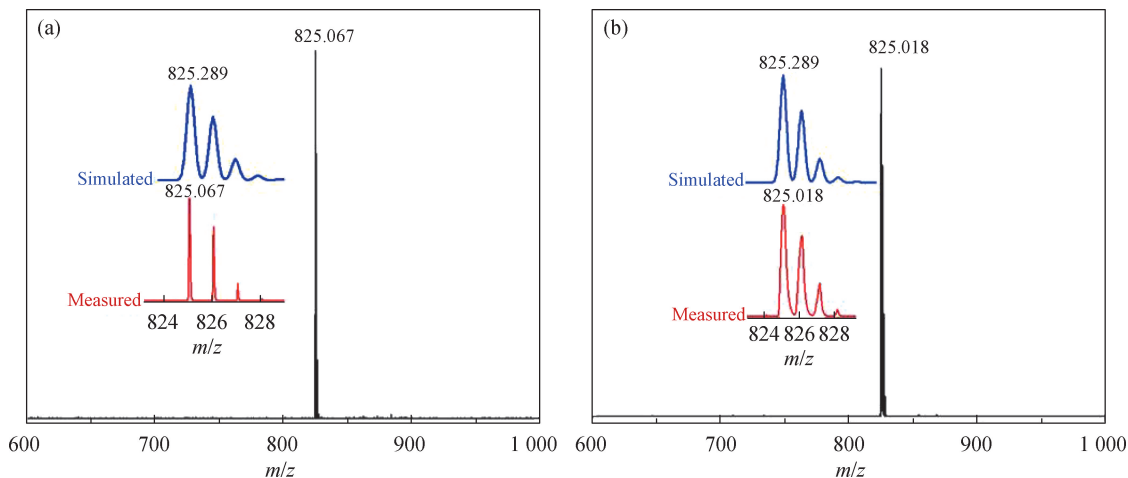 (a)
825.067
825.289
Simulated
825.067
Measured
824 826 828
m/z
600 700 800 900 1 000
m/z
(b)
825.018
825.289
Simulated
825.018
Measured
824 826 828
m/z
600 700 800 900 1 000
m/z